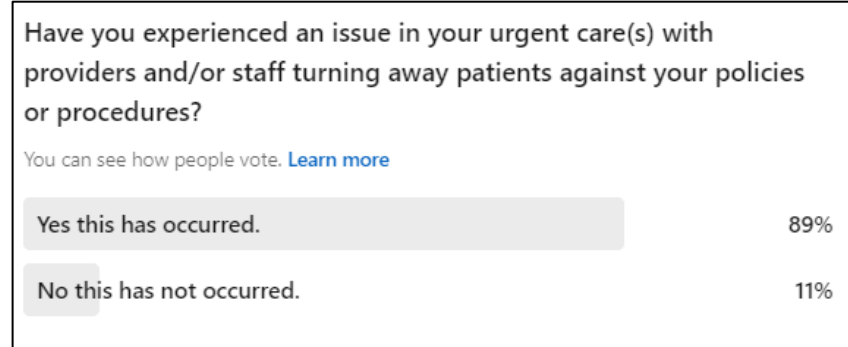 Have you experienced an issue in your urgent care(s) with
providers and/or staff turning away patients against your policies
or procedures?
You can see how people vote. Learn more
Yes this has occurred. 89%
No this has not occurred. 11%